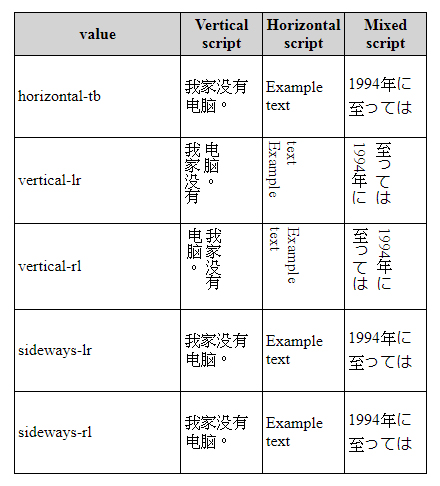 value Vertical script Horizontal script Mixed script
horizontal-tb
我家没有
电脑。
Example
text
1994年に
至っては
vertical-lr
我家没有
电脑。
Example
text
1994年に
至っては
vertical-rl
我家没有
电脑。
Example
text
1994年に
至っては
sideways-lr
我家没有
电脑。
Example
text
1994年に
至っては
sideways-rl
我家没有
电脑。
Example
text
1994年に
至っては